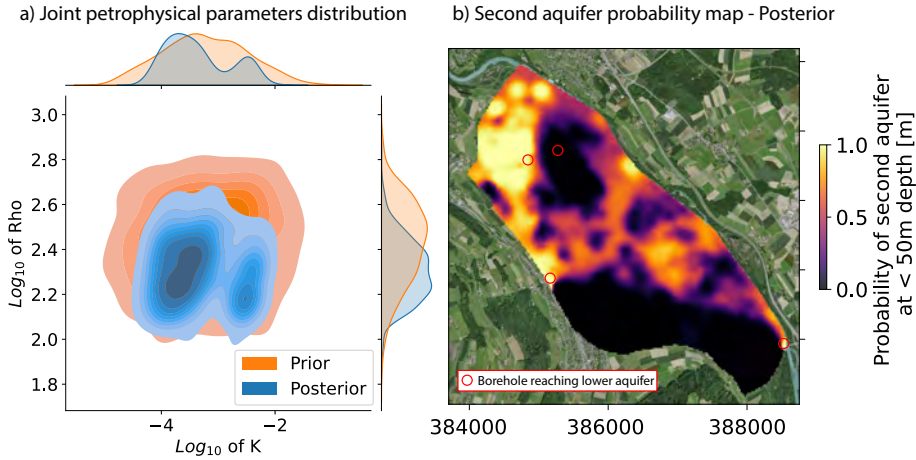 a) Joint petrophysical parameters distribution
b) Second aquifer probability map - Posterior
3.0
2.8
2.6
2.4
2.2
2.0
1.8
Log10 of Rho
−4
−2
Log10 of K
Prior
Posterior
Borehole reaching lower aquifer
384000
386000
388000
1.0
0.5
0.0
Probability of second aquifer
at < 50m depth [m]